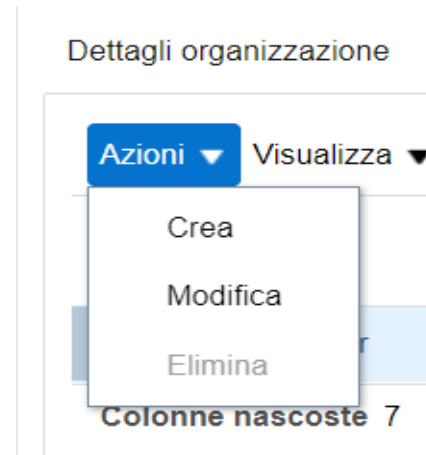 Dettagli organizzazione
Azioni Visualizza
Crea
Modifica
Elimina
Colonne nascoste 7